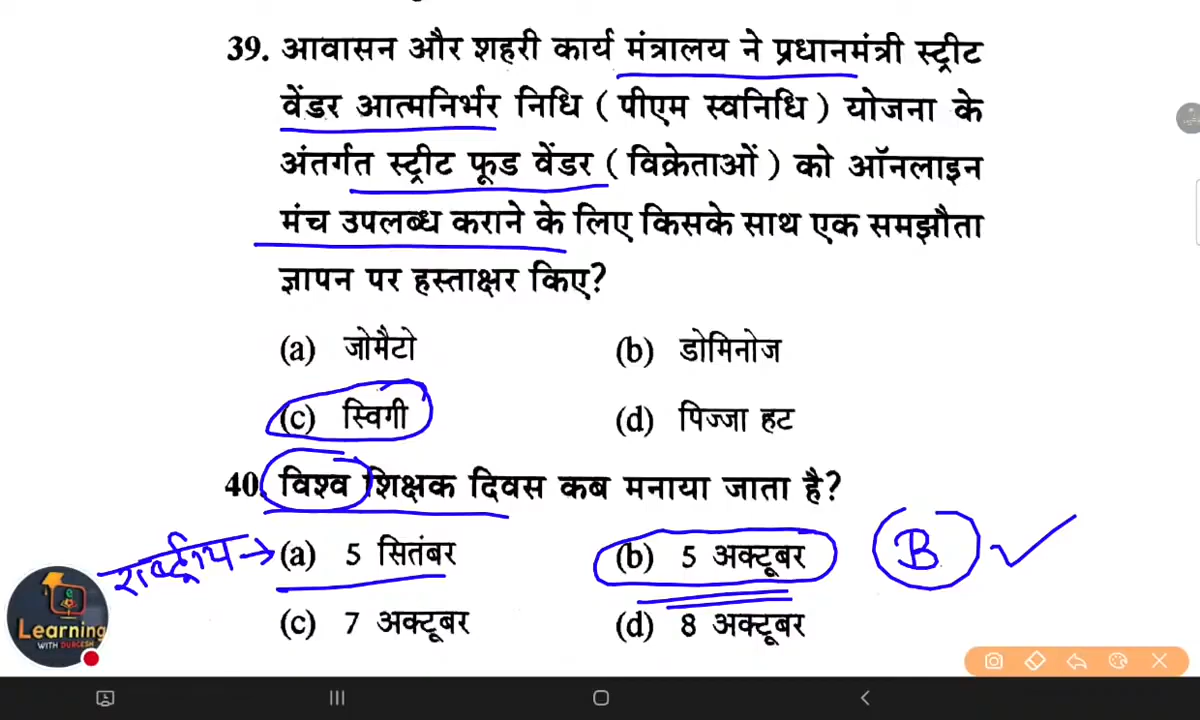 39. आवासन और शहरी कार्य मंत्रालय ने प्रधानमंत्री स्ट्रीट
वेंडर आत्मनिर्भर निधि ( पीएम स्वनिधि ) योजना के
अंतर्गत स्ट्रीट फूड वेंडर ( विक्रेताओं ) को ऑनलाइन
मंच उपलब्ध कराने के लिए किसके साथ एक समझौता
ज्ञापन पर हस्ताक्षर किए?
(a) जोमैटो (b) डोमिनोज
(c) स्विगी (d) पिज्जा हट
40. विश्व शिक्षक दिवस कब मनाया जाता है?
(a) 5 सितंबर (b) 5 अक्टूबर B
(c) 7 अक्टूबर (d) 8 अक्टूबर
Learning
WITH DURGESH